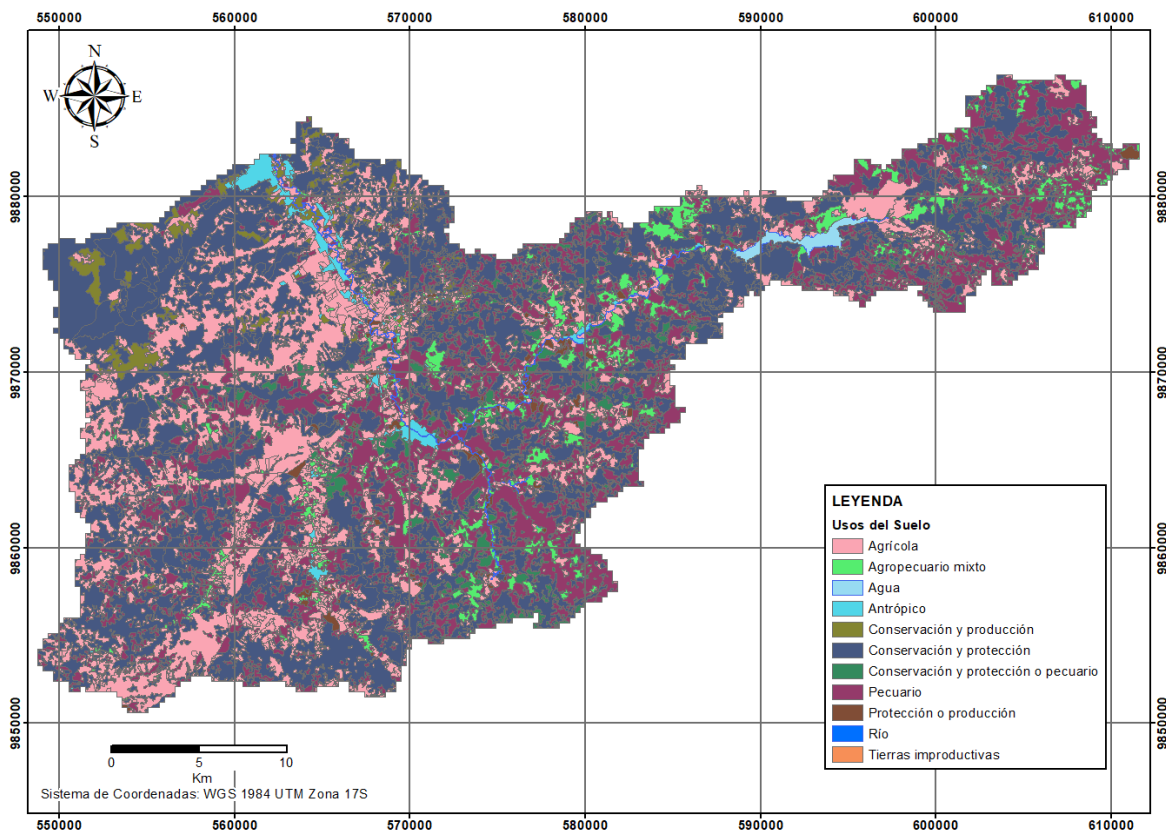 550000 560000 570000 580000 590000 600000 610000
N
W E
S
9880000 9880000
9870000 9870000
9860000 9860000
9850000 9850000
LEYENDA
Usos del Suelo
Agrícola
Agropecuario mixto
Agua
Antrópico
Conservación y producción
Conservación y protección
Conservación y protección o pecuario
Pecuario
Protección o producción
Río
Tierras improductivas
0 5 10
Km
Sistema de Coordenadas: WGS 1984 UTM Zona 17S
550000 560000 570000 580000 590000 600000 610000